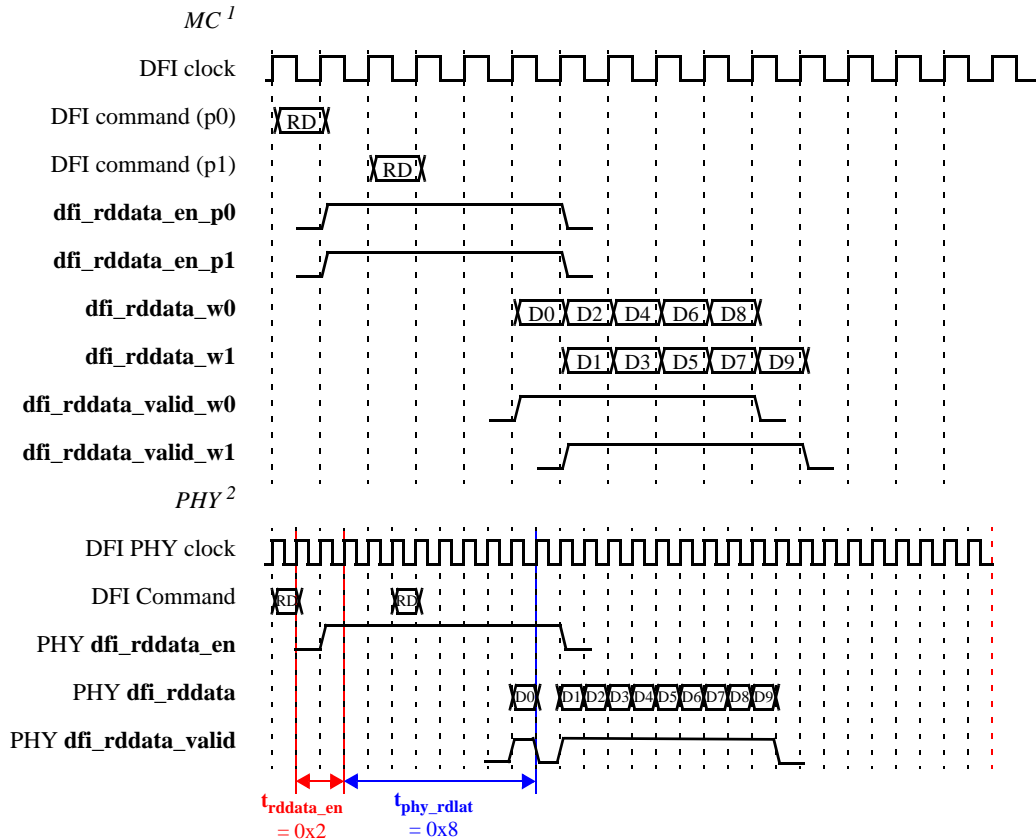 MC 1
DFI clock
DFI command (p0) RD
DFI command (p1) RD
dfi_rddata_en_p0
dfi_rddata_en_p1
dfi_rddata_w0 D0 D2 D4 D6 D8
dfi_rddata_w1 D1 D3 D5 D7 D9
dfi_rddata_valid_w0
dfi_rddata_valid_w1
PHY 2
DFI PHY clock
DFI Command RD RD
PHY dfi_rddata_en
PHY dfi_rddata D0 D1 D2 D3 D4 D5 D6 D7 D8 D9
PHY dfi_rddata_valid
trddata_en tphy_rdlat
= 0x2 = 0x8